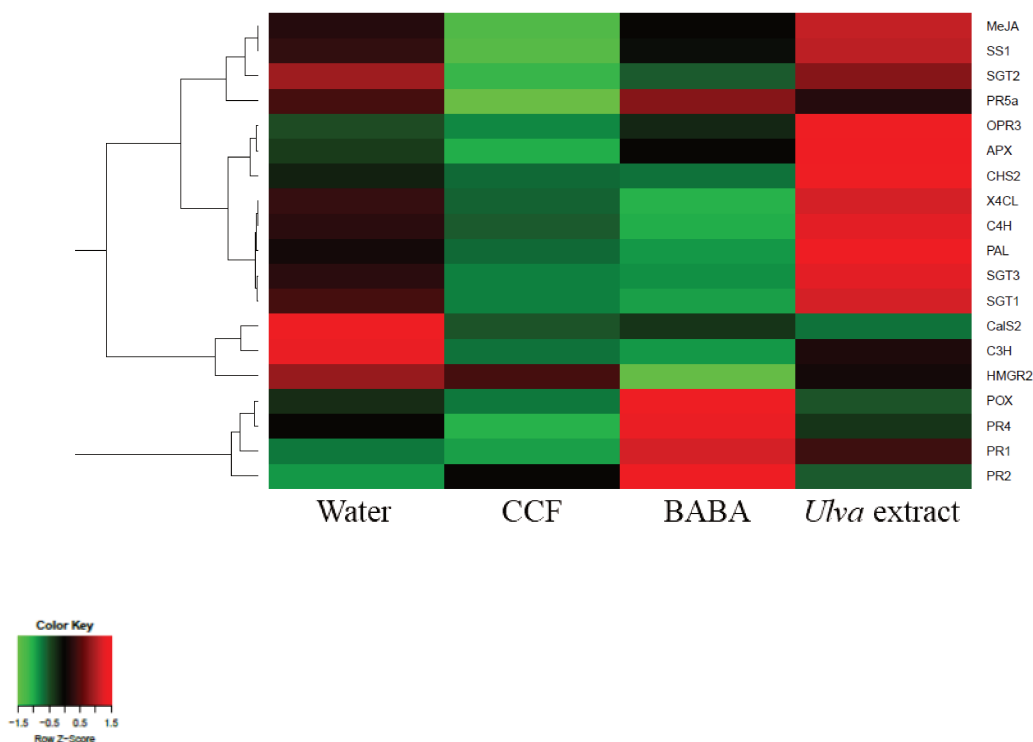 MeJA
SS1
SGT2
PR5a
OPR3
APX
CHS2
X4CL
C4H
PAL
SGT3
SGT1
CalS2
C3H
HMGR2
POX
PR4
PR1
PR2
Water CCF BABA Ulva extract
Color Key
−1.5 −0.5 0.5 1.5
Row Z−Score